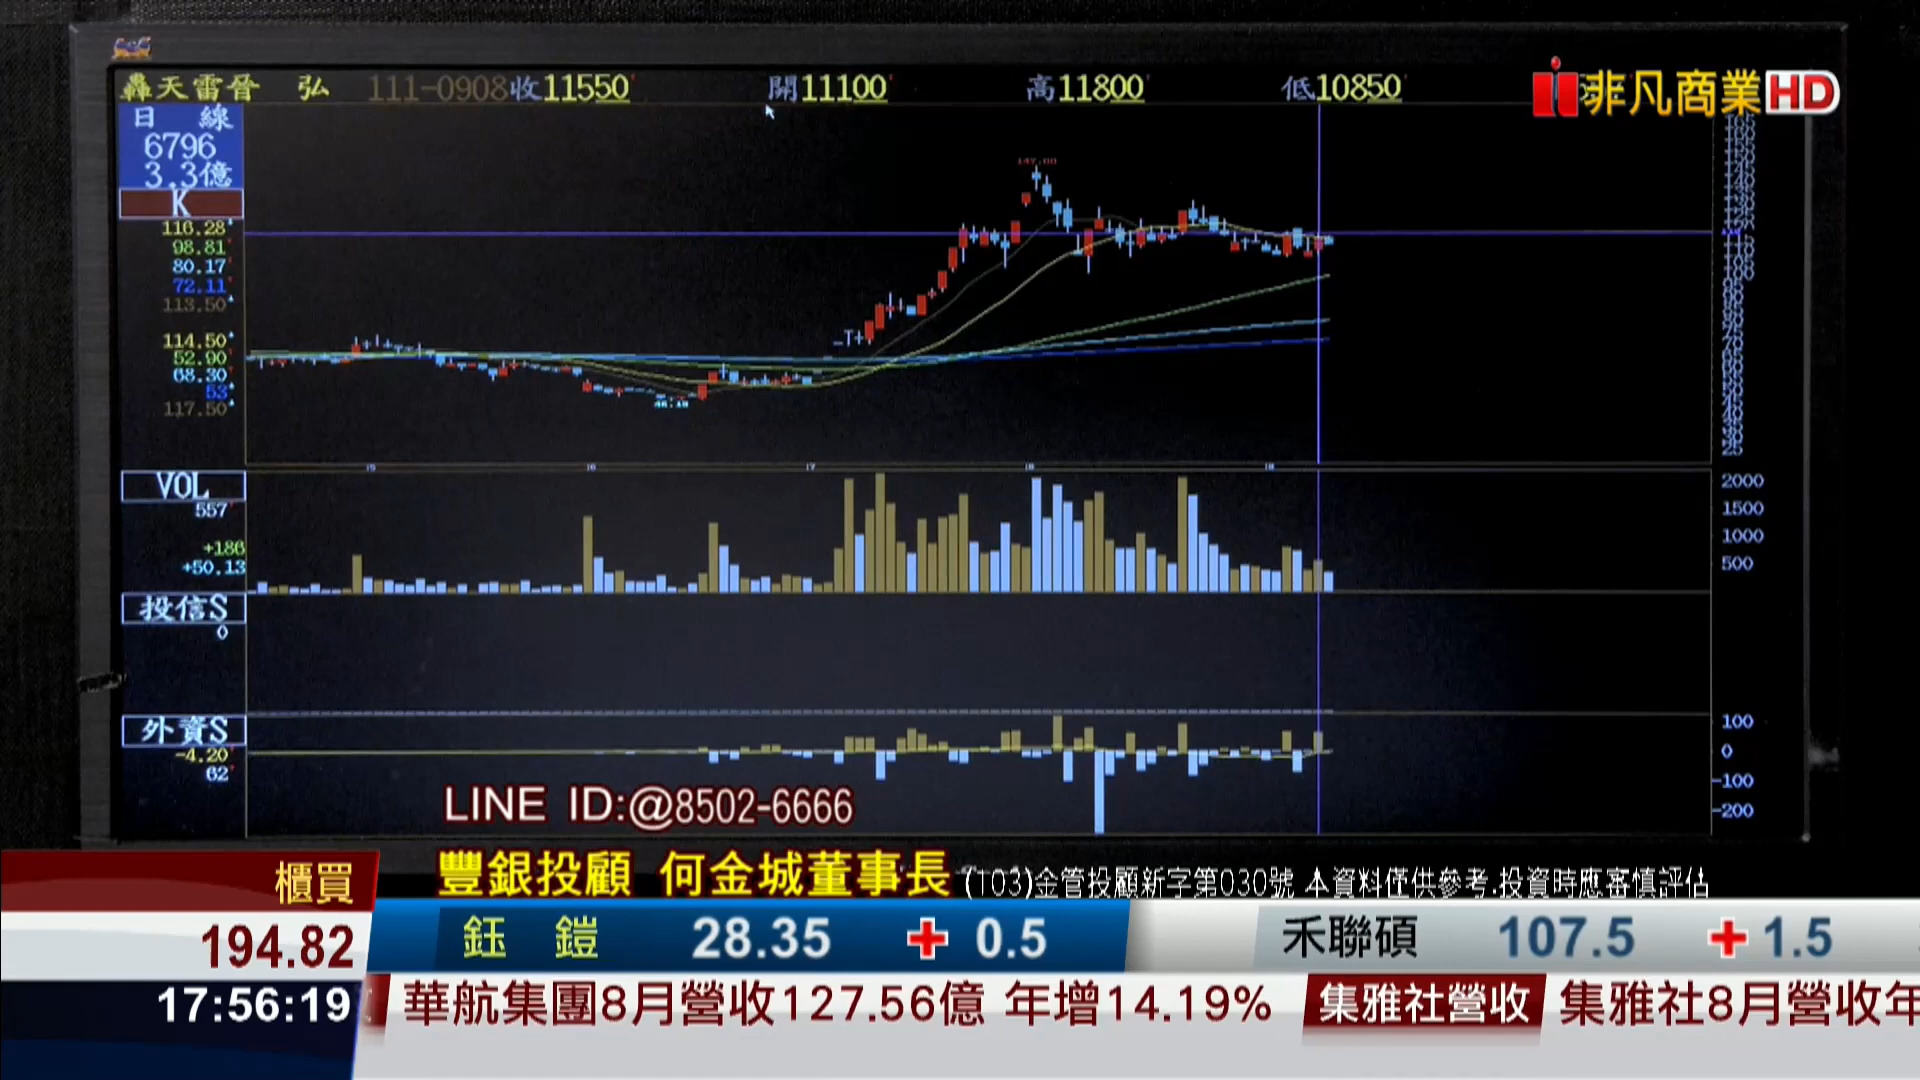 轟天雷晉 弘 111-0908收11550 開11100 高11800 低10850
非凡商業HD
日 線
6796
3.3億
K
116.28
98.81
80.17
72.11
113.50
114.50
52.90
68.30
53
117.50
147.00
VOL
557
+186
+50.13
2000
1500
1000
500
投信S
0
外資S
-4.20
62
100
0
-100
-200
LINE ID:@8502-6666
豐銀投顧 何金城董事長 (103)金管投顧新字第030號 本資料僅供參考.投資時應審慎評估
櫃買
194.82
鈺 鎧 28.35 + 0.5 禾聯碩 107.5 + 1.5
17:56:19
華航集團8月營收127.56億 年增14.19% 集雅社營收 集雅社8月營收年